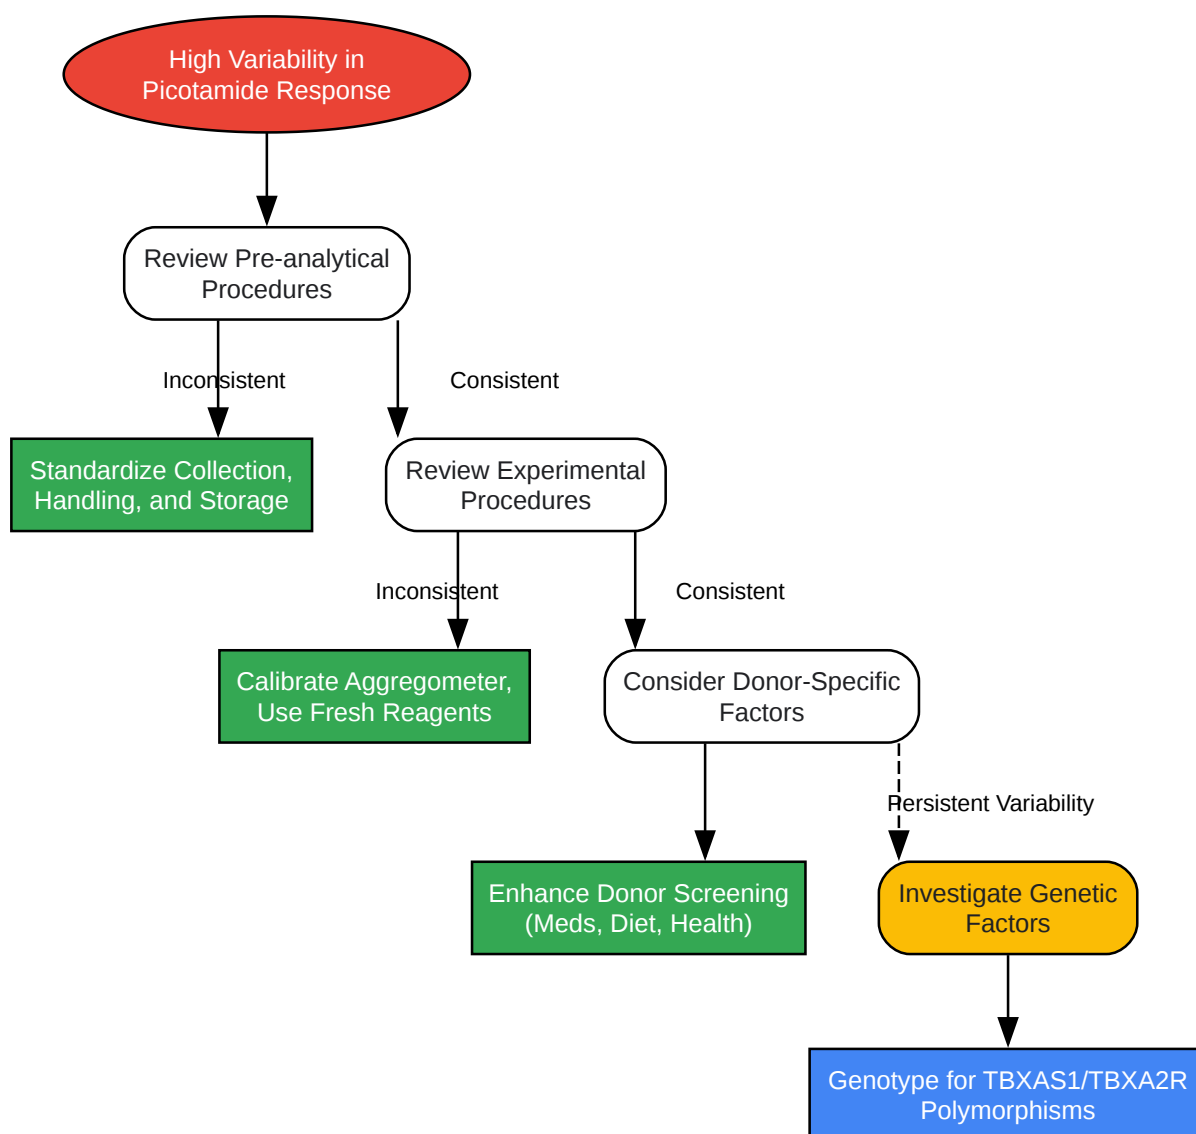 High Variability in
Picotamide Response
Review Pre-analytical
Procedures
Inconsistent
Consistent
Standardize Collection,
Handling, and Storage
Review Experimental
Procedures
Inconsistent
Consistent
Calibrate Aggregometer,
Use Fresh Reagents
Consider Donor-Specific
Factors
Persistent Variability
Enhance Donor Screening
(Meds, Diet, Health)
Investigate Genetic
Factors
Genotype for TBXAS1/TBXA2R
Polymorphisms